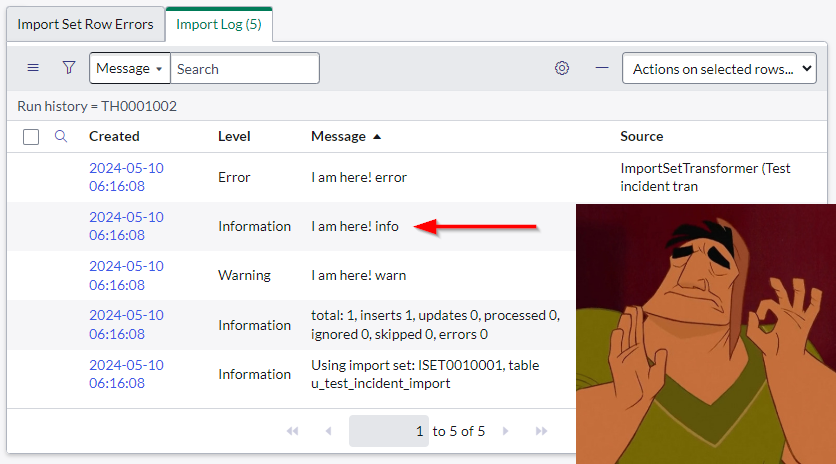 Import Set Row Errors
Import Log (5)
Message
Search
Actions on selected rows...
Run history = TH0001002
Created
Level
Message
Source
2024-05-10
06:16:08
Error
I am here! error
ImportSetTransformer (Test
incident tran
2024-05-10
06:16:08
Information
I am here! info
2024-05-10
06:16:08
Warning
I am here! warn
2024-05-10
06:16:08
Information
total: 1, inserts 1, updates 0, processed 0,
ignored 0, skipped 0, errors 0
2024-05-10
06:16:08
Information
Using import set: ISET0010001, table
u_test_incident_import
1 to 5 of 5